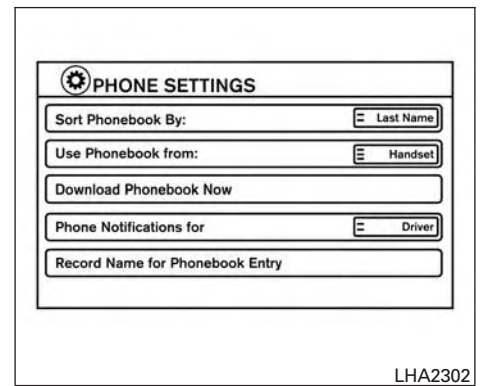 PHONE SETTINGS
Sort Phonebook By: Last Name
Use Phonebook from: Handset
Download Phonebook Now
Phone Notifications for Driver
Record Name for Phonebook Entry
LHA2302